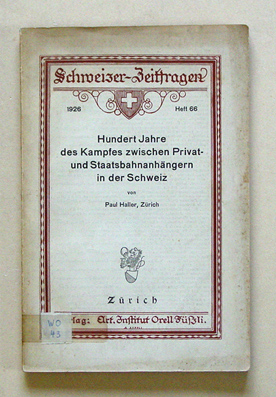 Schweizer-Zeitfragen
1926 Heft 66
Hundert Jahre
des Kampfes zwischen Privat-
und Staatsbahnanhängern
in der Schweiz
von
Paul Haller, Zürich
Zürich
lag: Art. Institut Orell Füßli.
WO
43